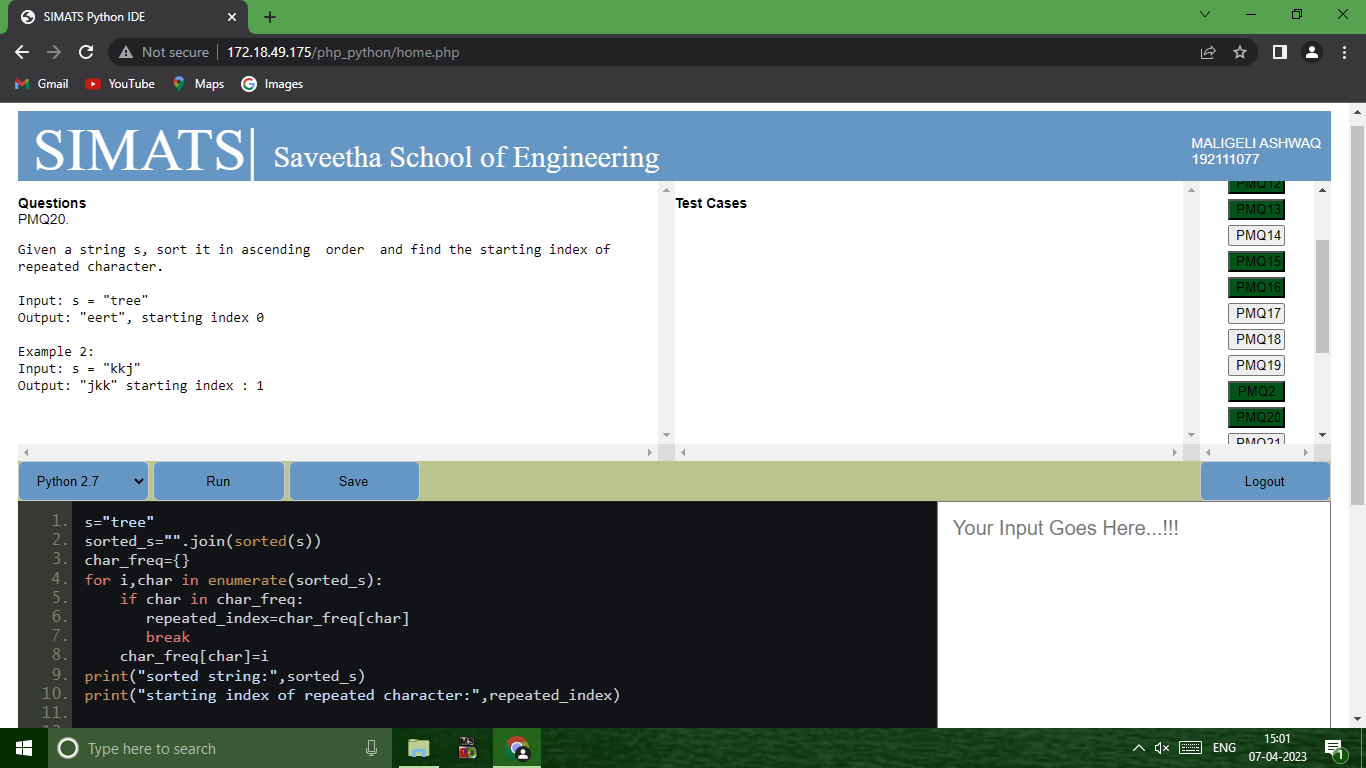 SIMATS Python IDE
Not secure
172.18.49.175/php_python/home.php
Gmail
YouTube
Maps
Images
SIMATS|
Saveetha School of Engineering
MALIGELI ASHWAQ
192111077
Questions
PMQ20.
Given a string s, sort it in ascending  order  and find the starting index of
repeated character.
Input: s = "tree"
Output: "eert", starting index 0
Example 2:
Input: s = "kkj"
Output: "jkk" starting index : 1
Test Cases
PMQ12
PMQ13
PMQ14
PMQ15
PMQ16
PMQ17
PMQ18
PMQ19
PMQ2
PMQ20
PMQ21
Python 2.7
Run
Save
Logout
1. s="tree"
2. sorted_s="".join(sorted(s))
3. char_freq={}
4. for i,char in enumerate(sorted_s):
5.     if char in char_freq:
6.        repeated_index=char_freq[char]
7.        break
8.     char_freq[char]=i
9. print("sorted string:",sorted_s)
10. print("starting index of repeated character:",repeated_index)
11.
Your Input Goes Here...!!!
Type here to search
ENG
15:01
07-04-2023
1